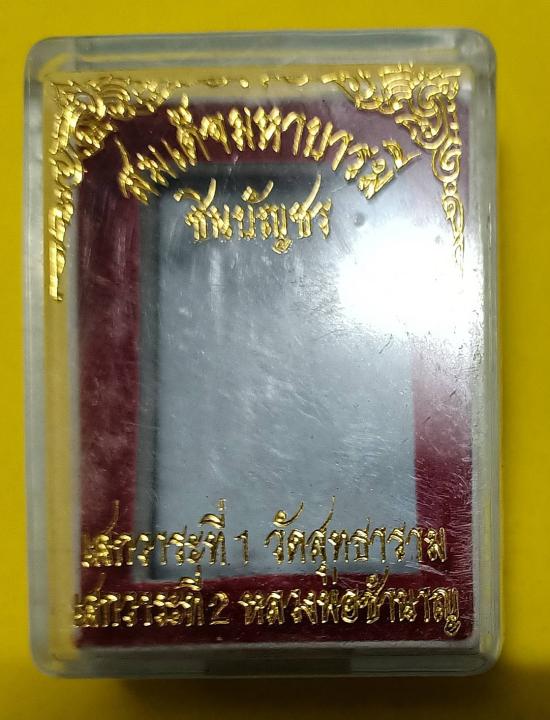 สมเด็จมหาบารมี
ชินบัญชร
เสกวาระที่ 1 วัดสุทธาราม
เสกวาระที่ 2 หลวงพ่อชำนาญ